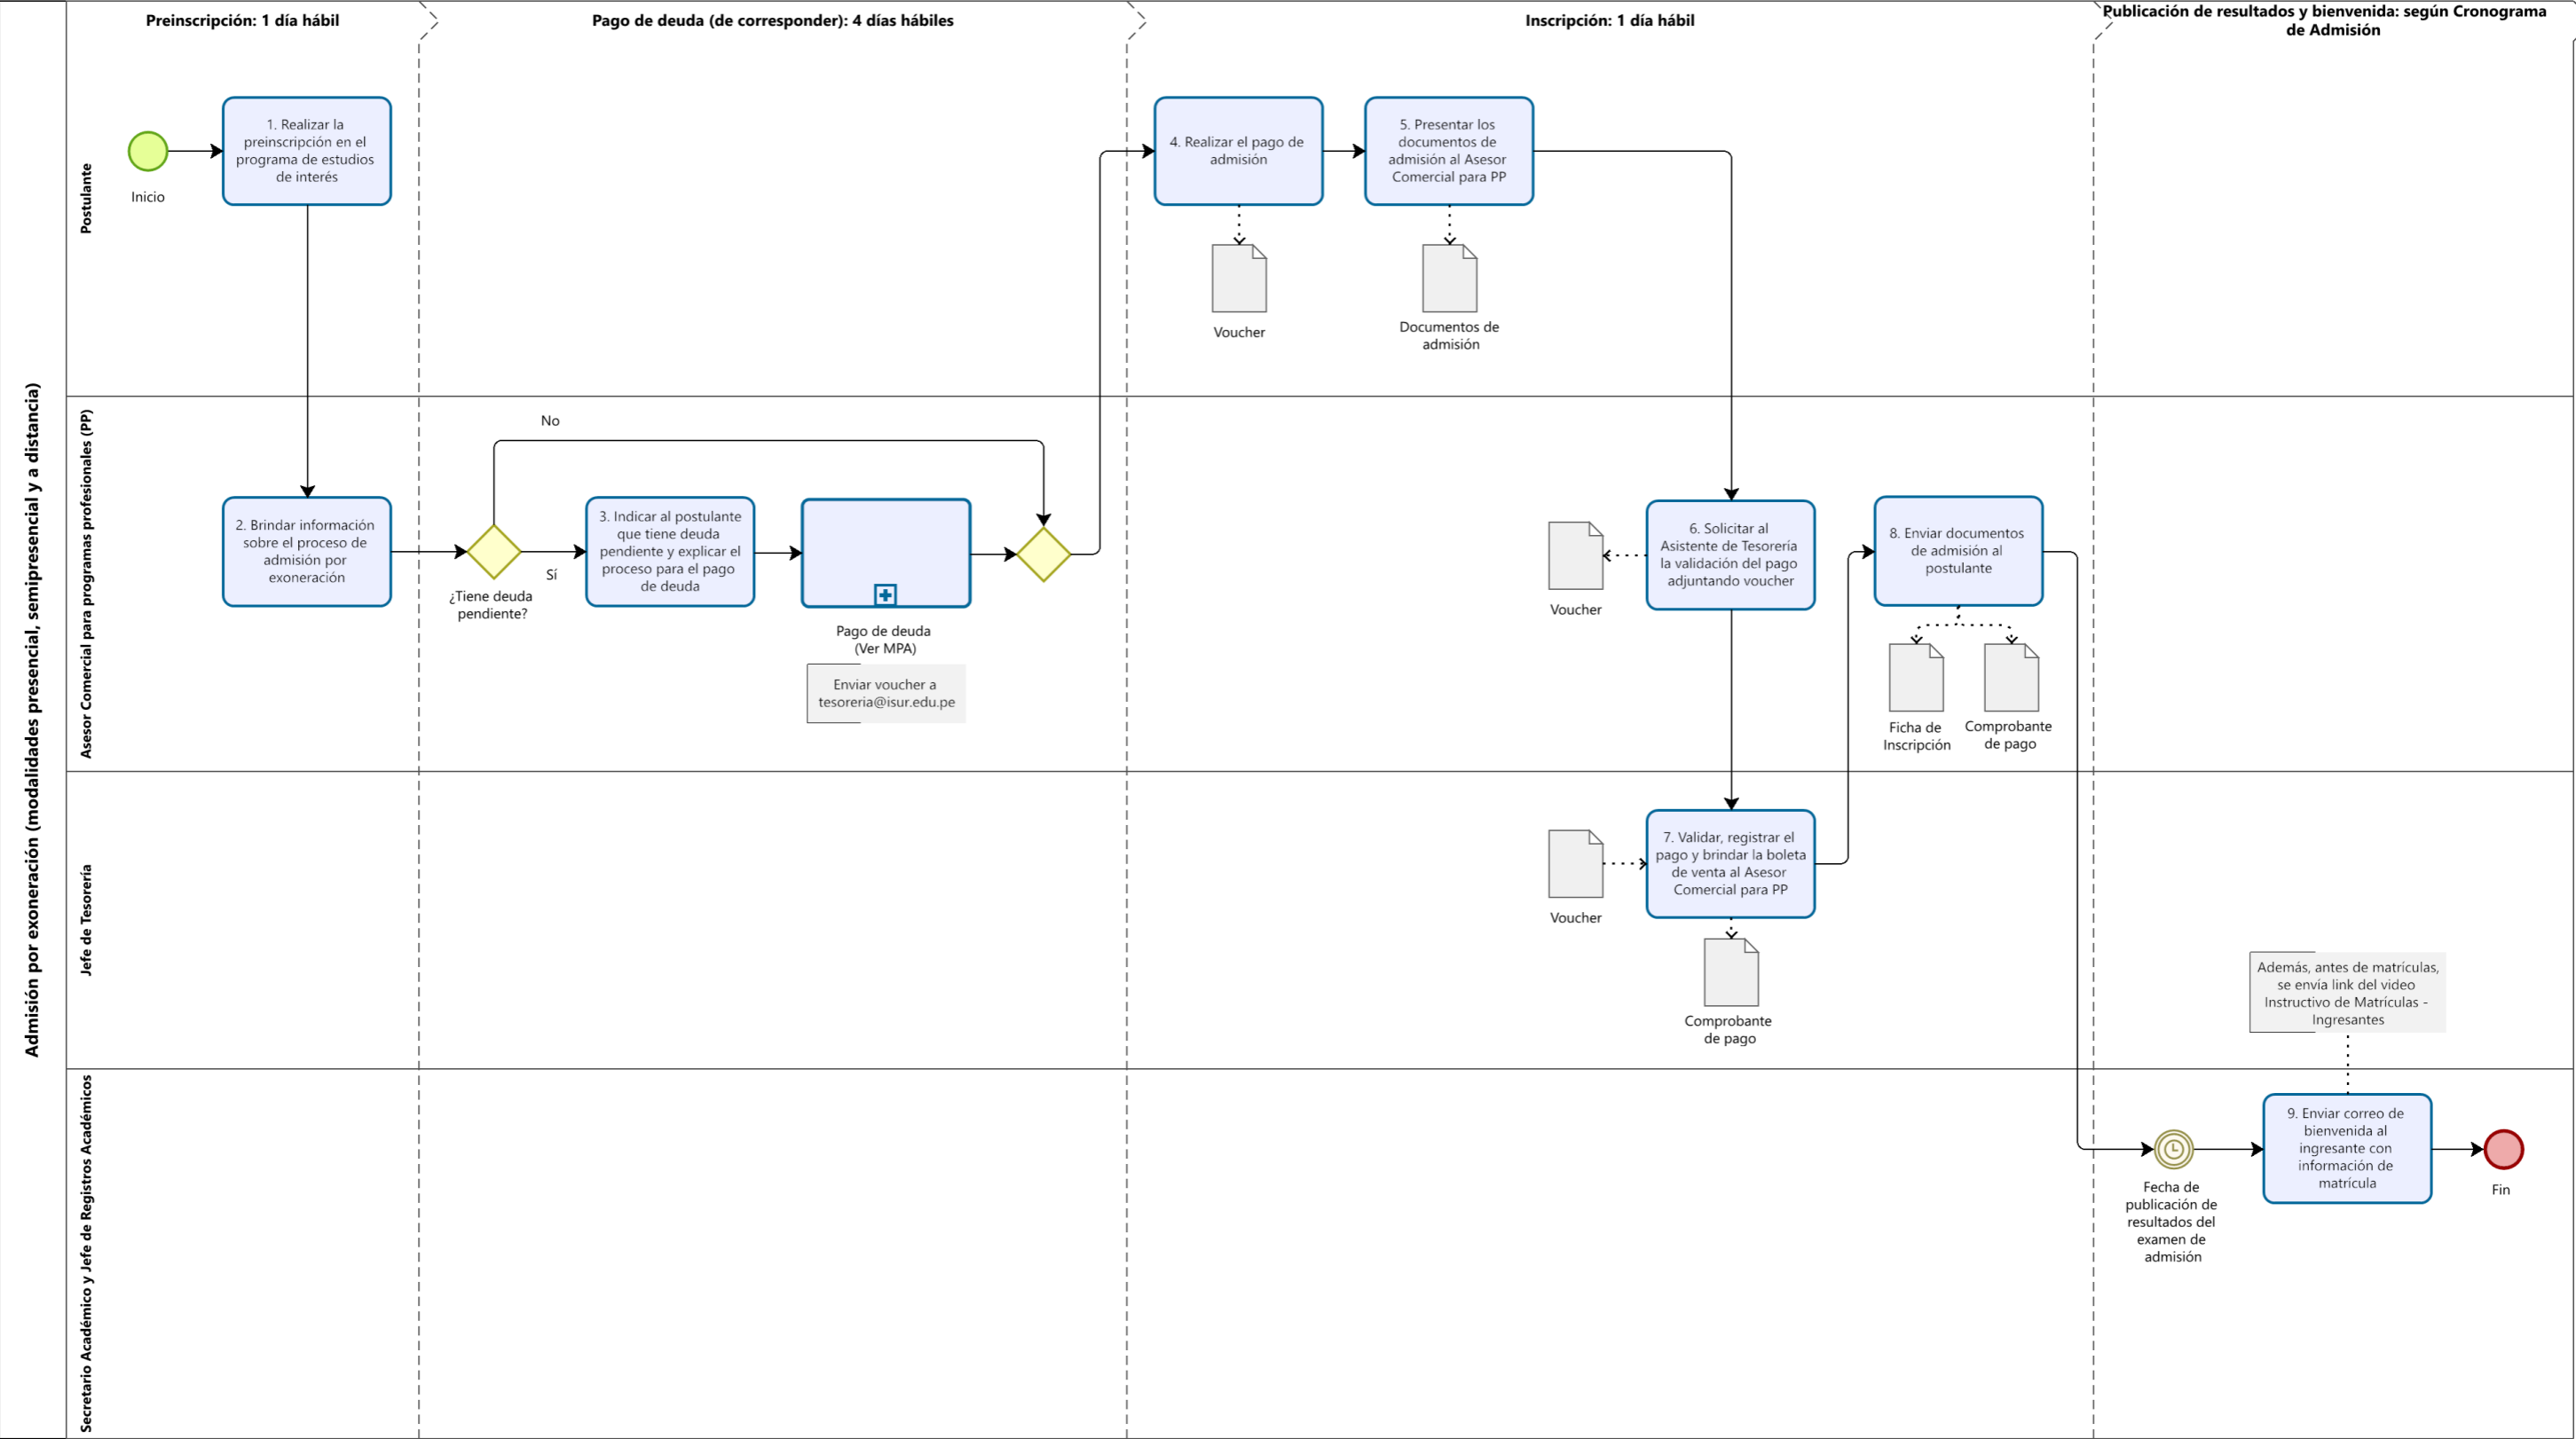 Preinscripción: 1 día hábil
Pago de deuda (de corresponder): 4 días hábiles
Inscripción: 1 día hábil
Publicación de resultados y bienvenida: según Cronograma
de Admisión
Admisión por exoneración (modalidades presencial, semipresencial y a distancia)
Postulante
Inicio
1. Realizar la
preinscripción en el
programa de estudios
de interés
4. Realizar el pago de
admisión
5. Presentar los
documentos de
admisión al Asesor
Comercial para PP
Voucher
Documentos de
admisión
Asesor Comercial para programas profesionales (PP)
2. Brindar información
sobre el proceso de
admisión por
exoneración
¿Tiene deuda
pendiente?
No
Sí
3. Indicar al postulante
que tiene deuda
pendiente y explicar el
proceso para el pago
de deuda
Pago de deuda
(Ver MPA)
Enviar voucher a
tesoreria@isur.edu.pe
Voucher
6. Solicitar al
Asistente de Tesorería
la validación del pago
adjuntando voucher
8. Enviar documentos
de admisión al
postulante
Ficha de
Inscripción
Comprobante
de pago
Jefe de Tesorería
Voucher
7. Validar, registrar el
pago y brindar la boleta
de venta al Asesor
Comercial para PP
Comprobante
de pago
Además, antes de matrículas,
se envía link del video
Instructivo de Matrículas -
Ingresantes
Secretario Académico y Jefe de Registros Académicos
Fecha de
publicación de
resultados del
examen de
admisión
9. Enviar correo de
bienvenida al
ingresante con
información de
matrícula
Fin